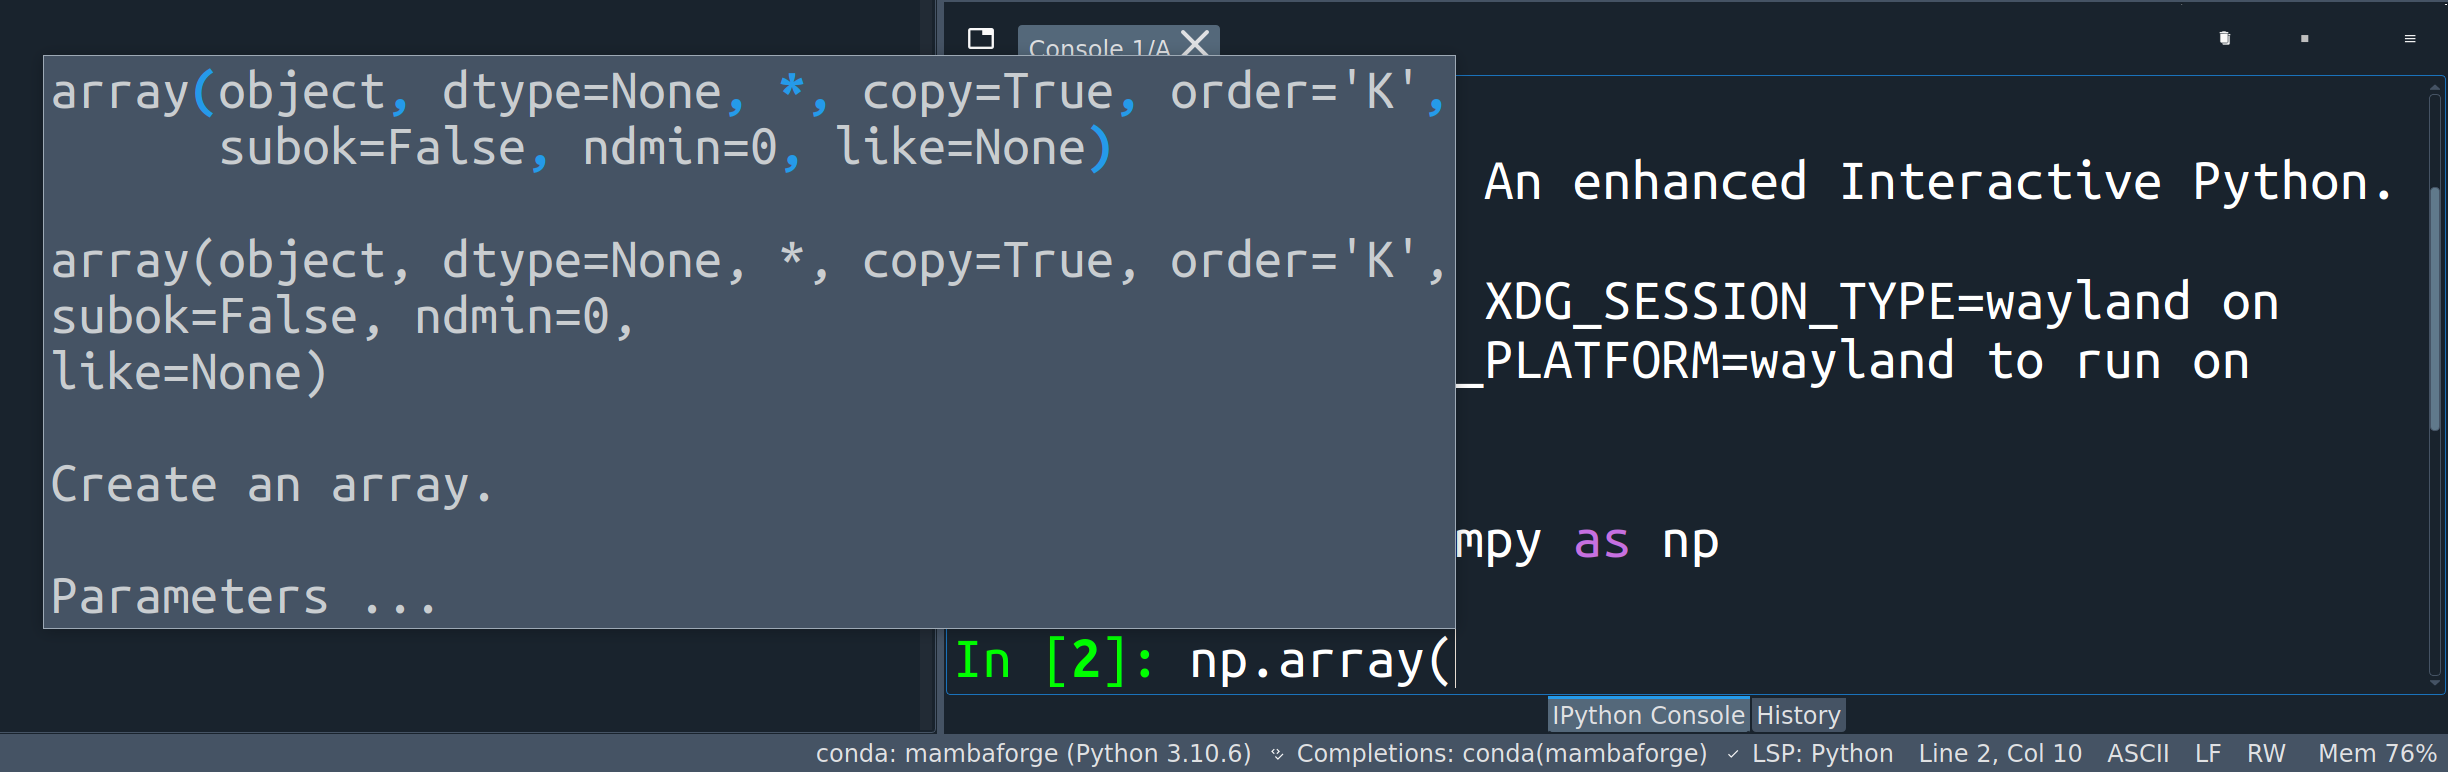 Console 1/A
array(object, dtype=None, *, copy=True, order='K',
subok=False, ndmin=0, like=None)
array(object, dtype=None, *, copy=True, order='K',
subok=False, ndmin=0,
like=None)
Create an array.
Parameters ...
An enhanced Interactive Python.
XDG_SESSION_TYPE=wayland on
_PLATFORM=wayland to run on
mpy as np
In [2]: np.array(
IPython Console History
conda: mambaforge (Python 3.10.6) Completions: conda(mambaforge) ✓ LSP: Python Line 2, Col 10 ASCII LF RW Mem 76%